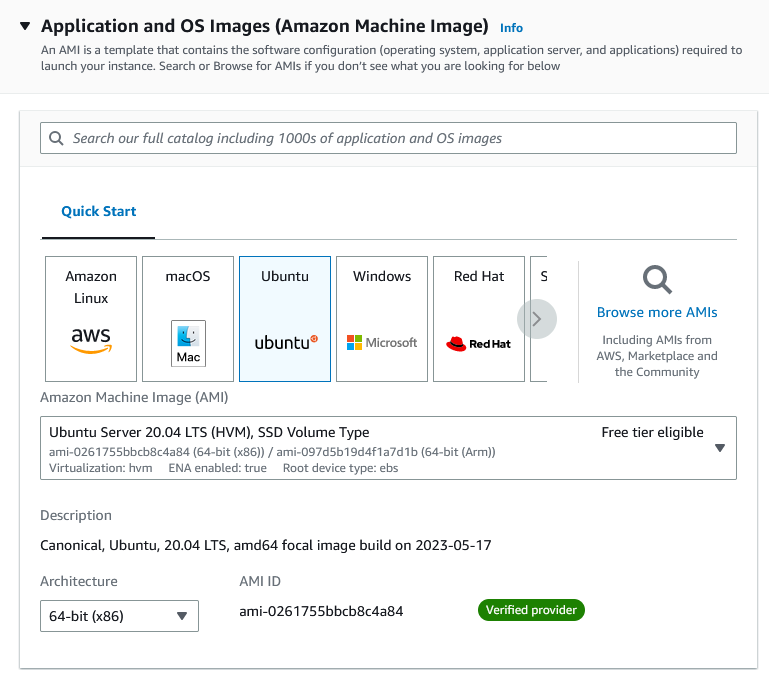 Application and OS Images (Amazon Machine Image) Info
An AMI is a template that contains the software configuration (operating system, application server, and applications) required to
launch your instance. Search or Browse for AMIs if you don't see what you are looking for below
Search our full catalog including 1000s of application and OS images
Quick Start
Amazon
Linux
aws
macOS
Mac
Ubuntu
ubuntu
Windows
Microsoft
Red Hat
Red Hat
S
Browse more AMIs
Including AMIs from
AWS, Marketplace and
the Community
Amazon Machine Image (AMI)
Ubuntu Server 20.04 LTS (HVM), SSD Volume Type Free tier eligible
ami-0261755bbcb8c4a84 (64-bit (x86)) / ami-097d5b19d4f1a7d1b (64-bit (Arm))
Virtualization: hvm ENA enabled: true Root device type: ebs
Description
Canonical, Ubuntu, 20.04 LTS, amd64 focal image build on 2023-05-17
Architecture AMI ID
64-bit (x86) ami-0261755bbcb8c4a84 Verified provider